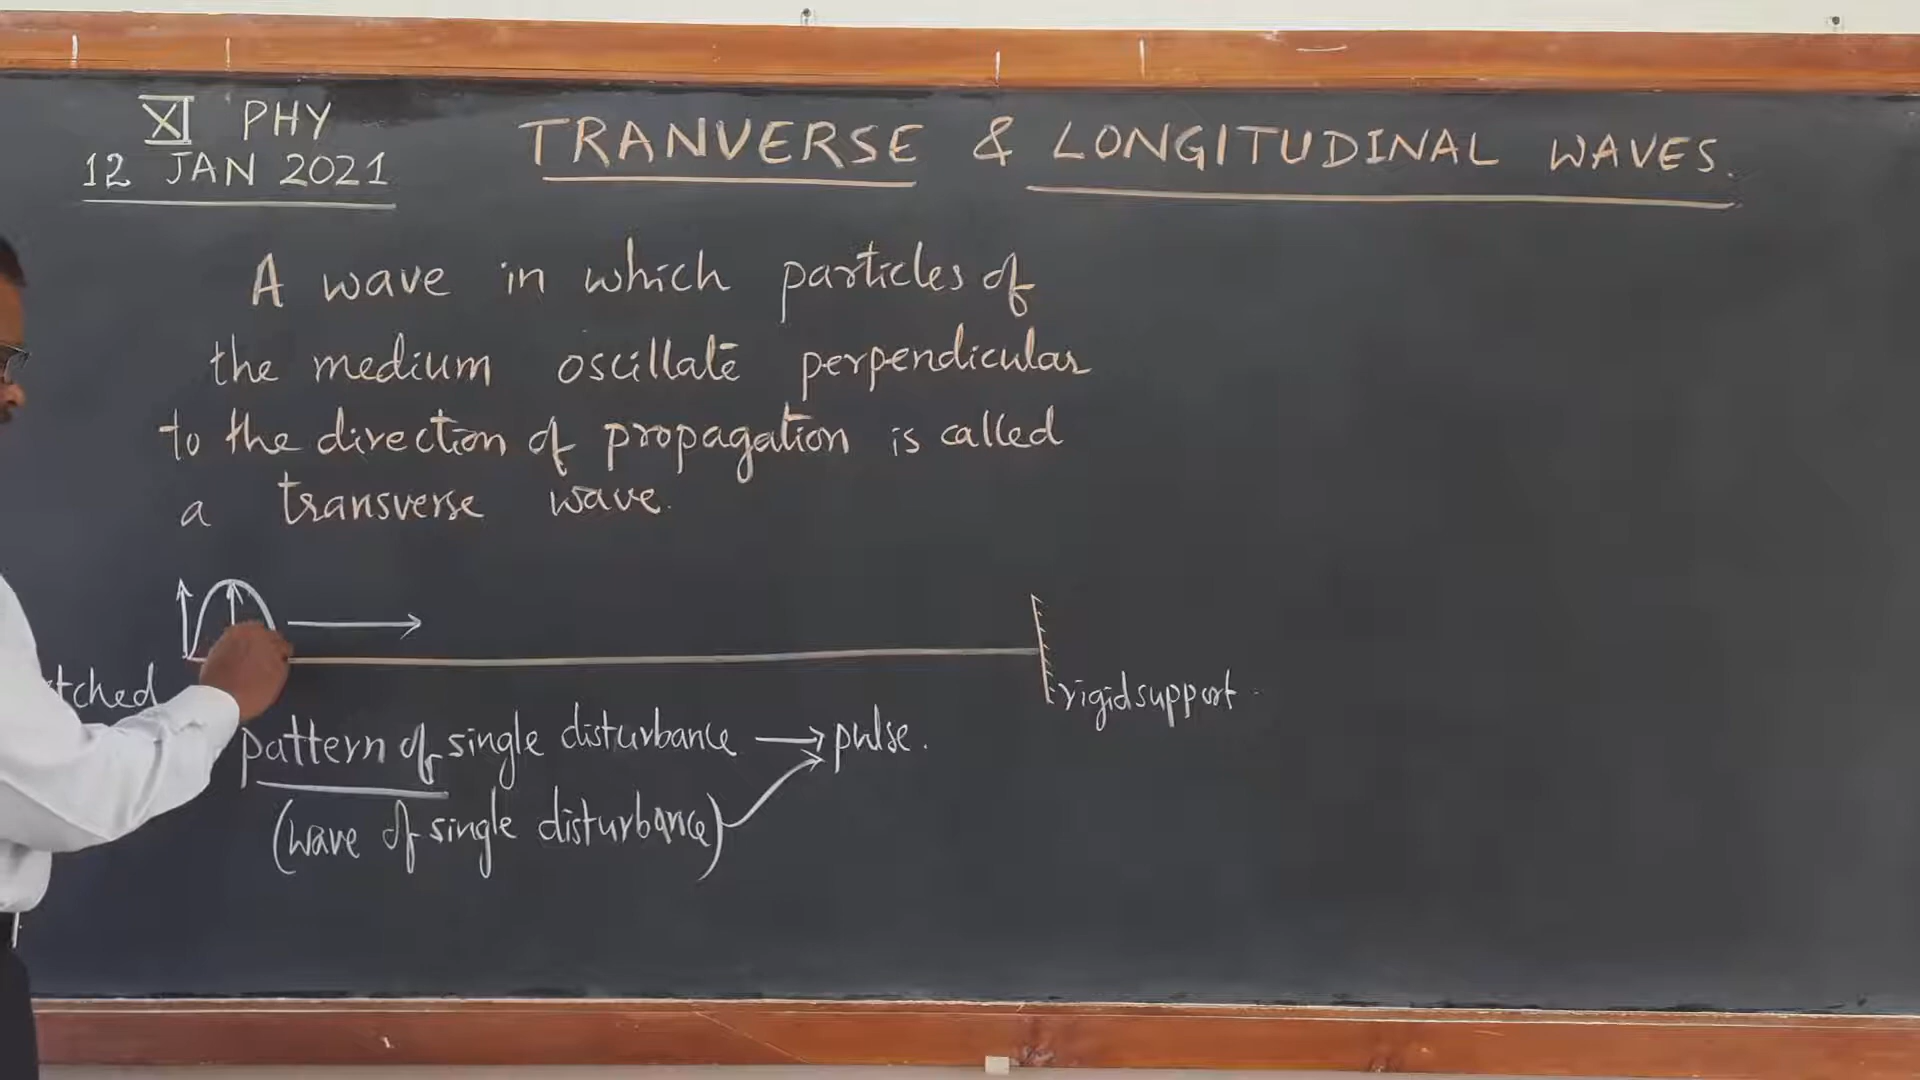 XI PHY
12 JAN 2021
TRANVERSE & LONGITUDINAL WAVES.
A wave in which particles of
the medium oscillate perpendicular
to the direction of propagation is called
a transverse wave.
tched
rigid support
pattern of single disturbance → pulse.
(wave of single disturbance)